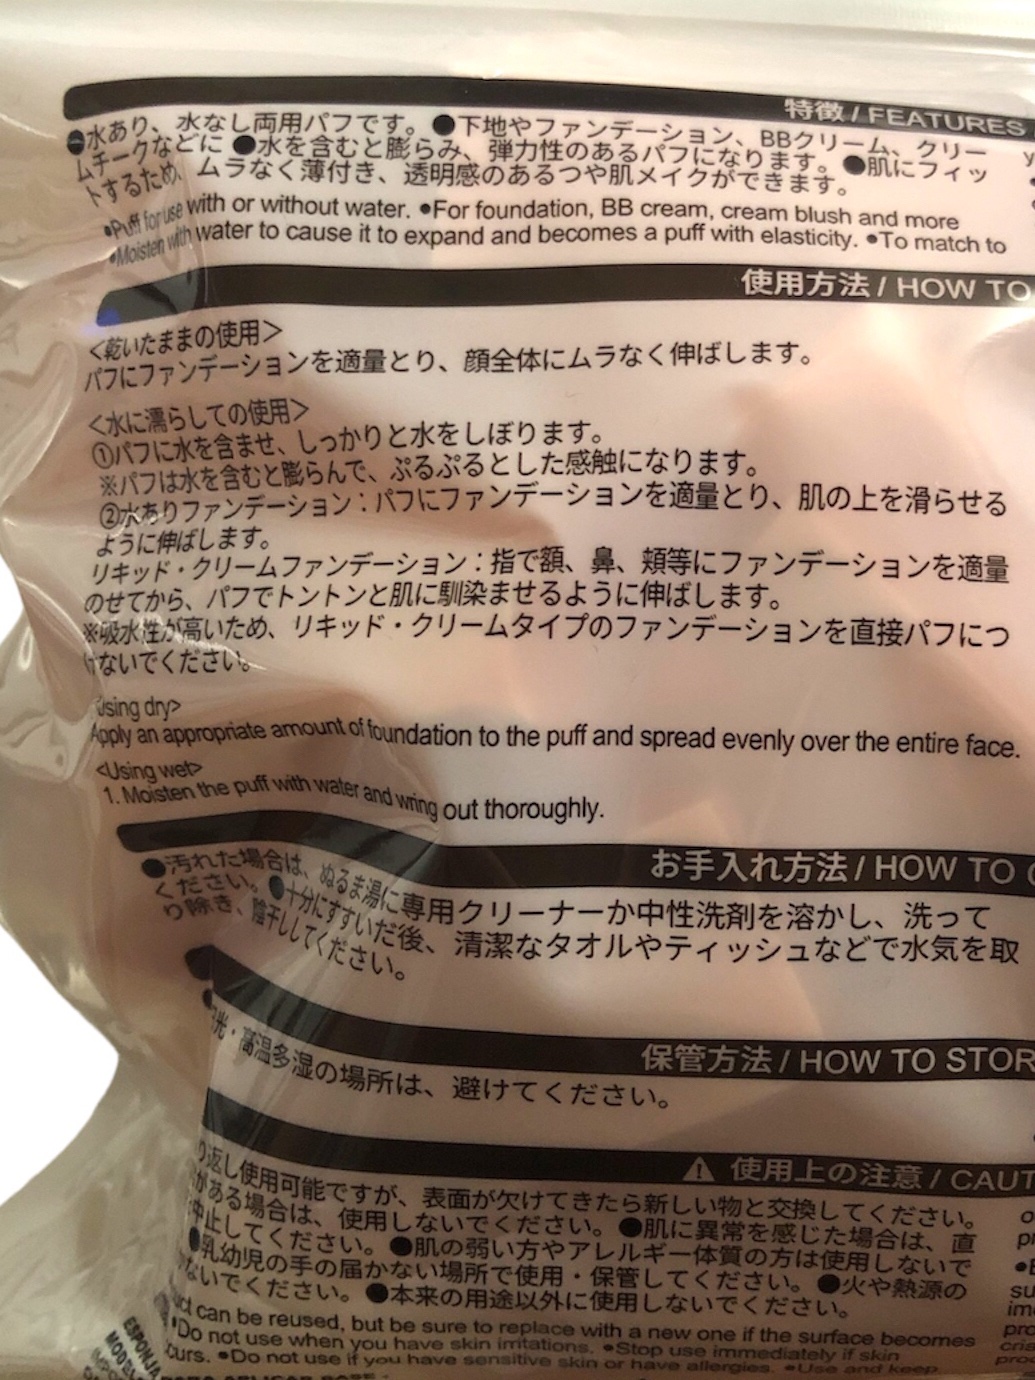 特徴 / FEATURES
●水あり、水なし両用パフです。 ●下地やファンデーション、BBクリーム、クリー
ムチークなどに ●水を含むと膨らみ、弾力性のあるパフになります。 ●肌にフィッ
トするため、ムラなく薄付き、透明感のあるつや肌メイクができます。
•Puff for use with or without water. •For foundation, BB cream, cream blush and more
•Moisten with water to cause it to expand and becomes a puff with elasticity. •To match to
使用方法 / HOW TO
<乾いたままの使用>
パフにファンデーションを適量とり、顔全体にムラなく伸ばします。
<水に濡らしての使用>
①パフに水を含ませ、しっかりと水をしぼります。
※パフは水を含むと膨らんで、ぷるぷるとした感触になります。
②水ありファンデーション：パフにファンデーションを適量とり、肌の上を滑らせる
ように伸ばします。
リキッド・クリームファンデーション：指で額、鼻、頬等にファンデーションを適量
のせてから、パフでトントンと肌に馴染ませるように伸ばします。
※吸水性が高いため、リキッド・クリームタイプのファンデーションを直接パフにつ
けないでください。
Using dry>
Apply an appropriate amount of foundation to the puff and spread evenly over the entire face.
<Using wet>
1. Moisten the puff with water and wring out thoroughly.
お手入れ方法 / HOW TO
●汚れた場合は、ぬるま湯に専用クリーナーか中性洗剤を溶かし、洗って
ください。 ●十分にすすいだ後、清潔なタオルやティッシュなどで水気を取
り除き、陰干ししてください。
保管方法 / HOW TO STOR
光・高温多湿の場所は、避けてください。
⚠ 使用上の注意 / CAUT
り返し使用可能ですが、表面が欠けてきたら新しい物と交換してください。
がある場合は、使用しないでください。 ●肌に異常を感じた場合は、直
中止してください。 ●肌の弱い方やアレルギー体質の方は使用しないで
●乳幼児の手の届かない場所で使用・保管してください。 ●火や熱源の
ないでください。 ●本来の用途以外に使用しないでください。
can be reused, but be sure to replace with a new one if the surface becomes
•Do not use when you have skin irritations. •Stop use immediately if skin
curs. •Do not use if you have sensitive skin or have allergies. •Use and keep
ESPONJA